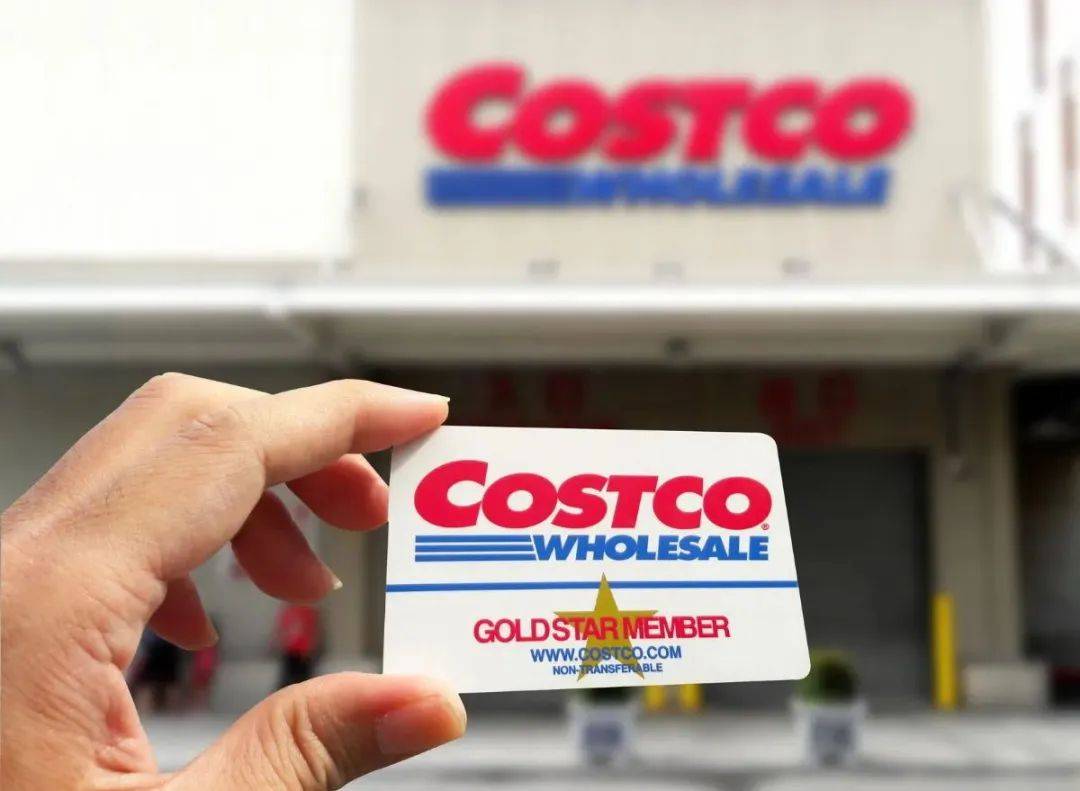 COSTCO
WHOLESALE
COSTCO
WHOLESALE
GOLD STAR MEMBER
WWW.COSTCO.COM
NON-TRANSFERABLE